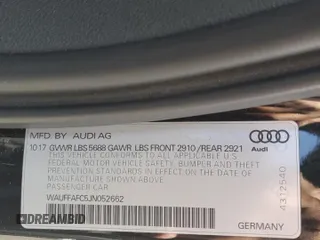 MFD. BY AUDI AG
10.17 GVWR LBS 5688 GAWR LBS FRONT 2910 /REAR 2921
THIS VEHICLE CONFORMS TO ALL APPLICABLE U.S
FEDERAL MOTOR VEHICLE SAFETY, BUMPER AND THEFT
PREVENTION STANDARDS IN EFFECT ON THE DATE OF
MANUFACTURE SHOWN ABOVE.
PASSENGER CAR
WAUFFAFC5JN052662
Audi
4312540
GERMANY
DREAMBID